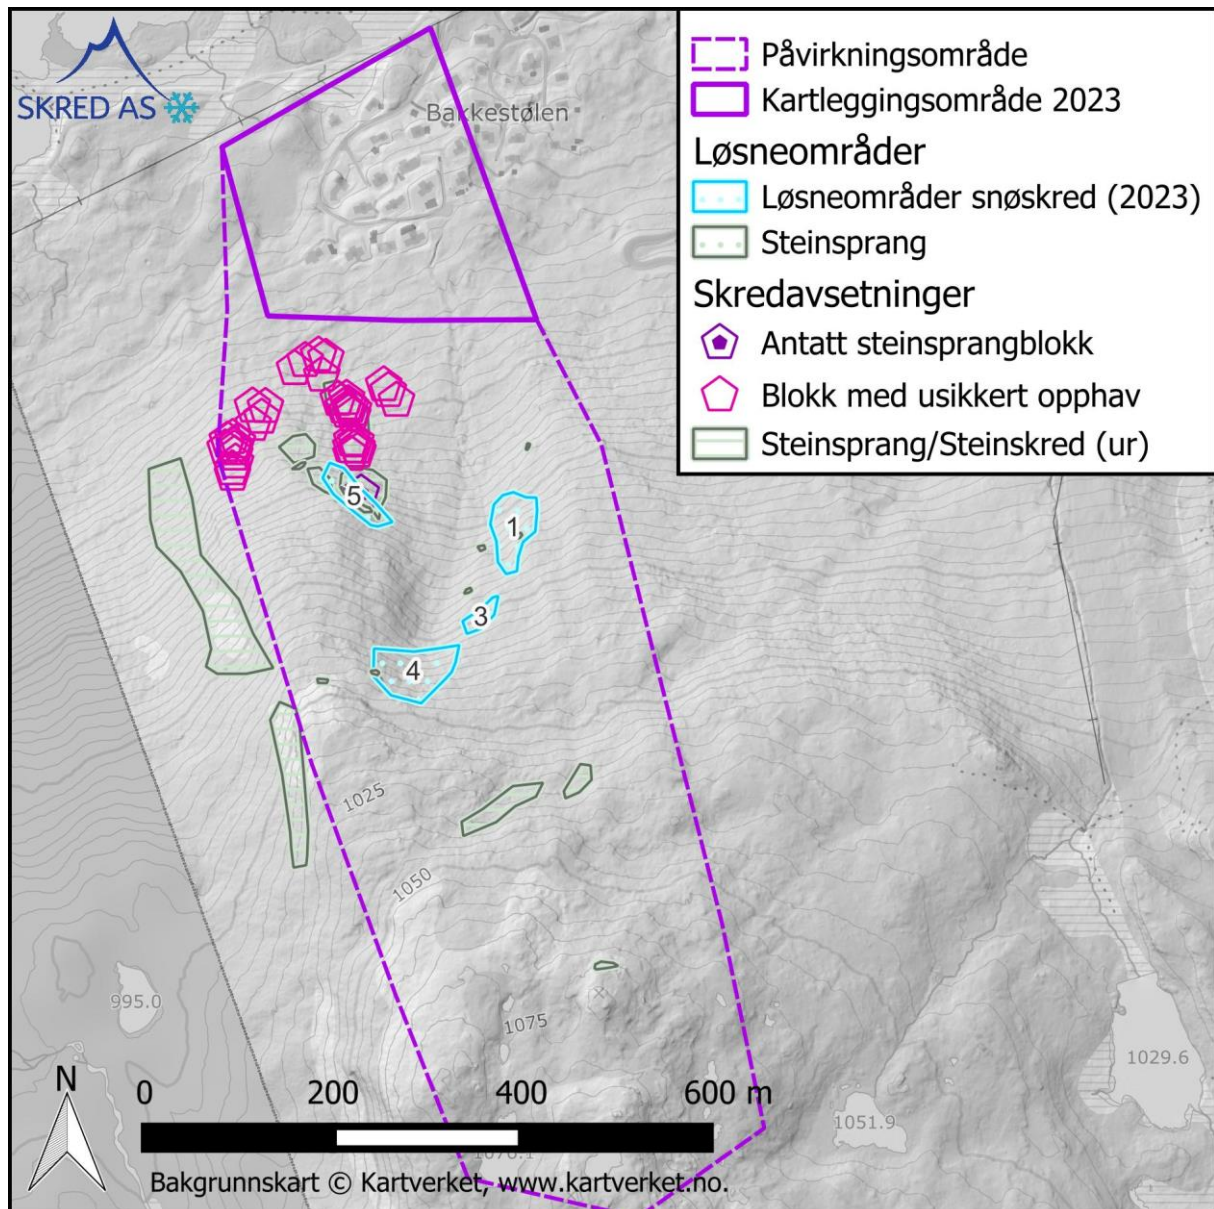 SKRED AS
Bakkestølen
Påvirkningsområde
Kartleggingsområde 2023
Løsneområder
Løsneområder snøskred (2023)
Steinsprang
Skredavsetninger
Antatt steinsprangblokk
Blokk med usikkert opphav
Steinsprang/Steinskred (ur)
5
1
3
4
1025
1050
995.0
1075
1029.6
1051.9
N
0 200 400 600 m
Bakgrunnskart © Kartverket, www.kartverket.no.